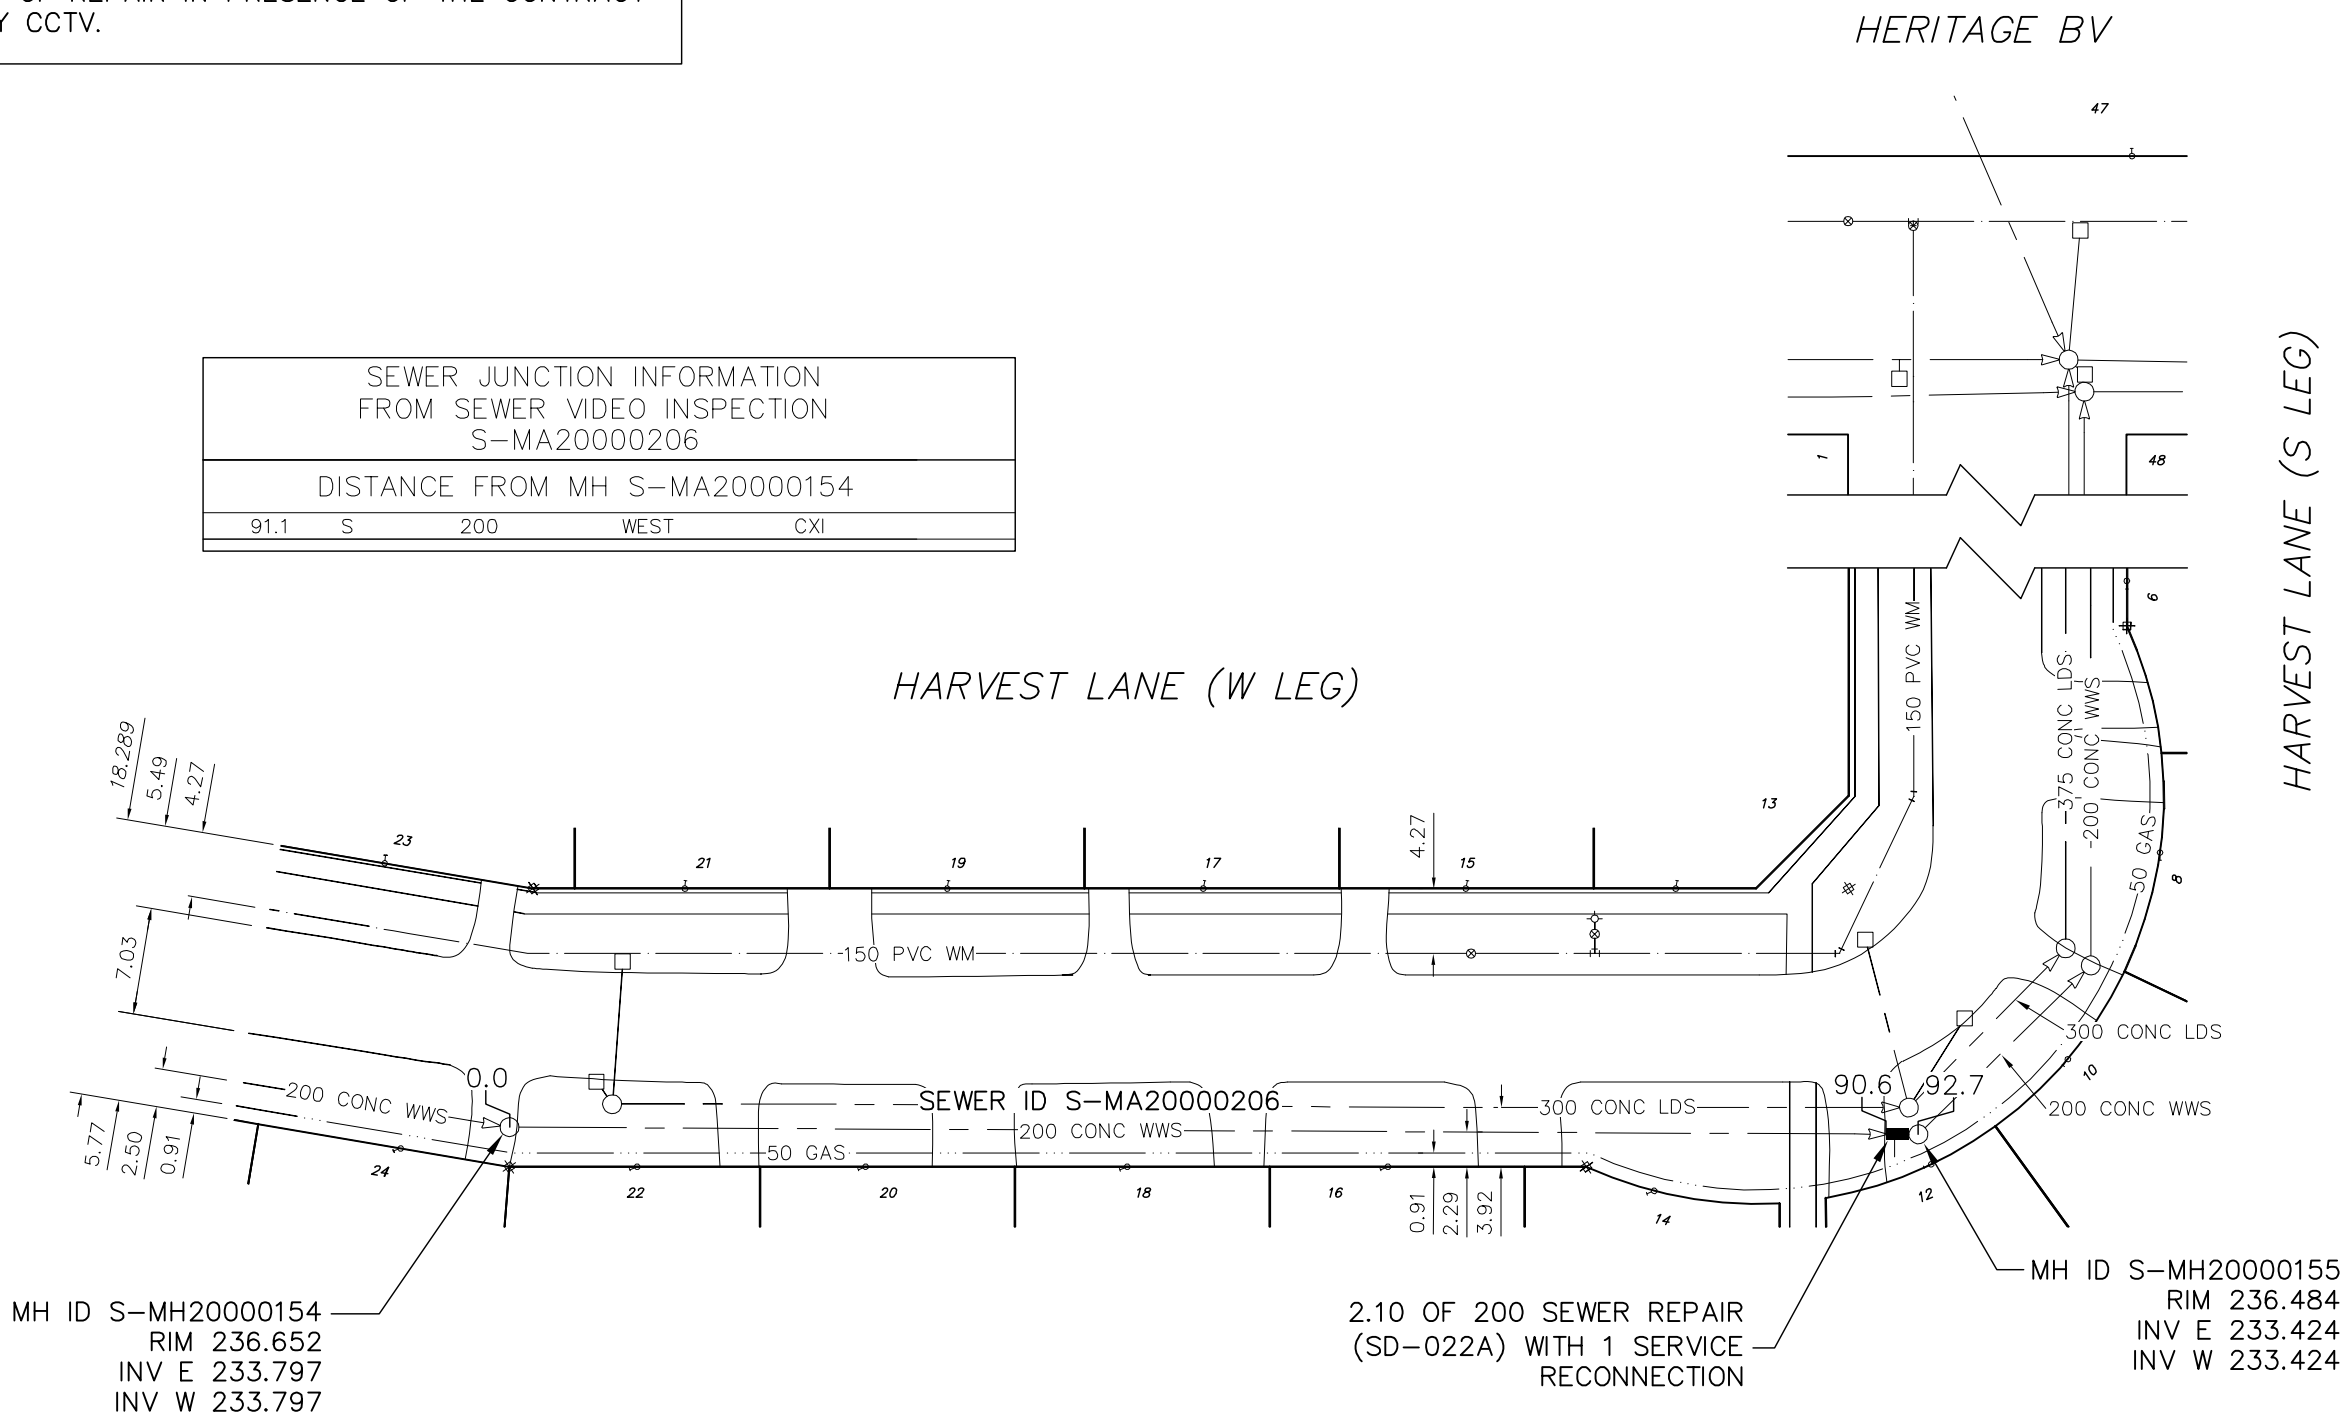 Y CCTV.
HERITAGE BV
47
SEWER JUNCTION INFORMATION
FROM SEWER VIDEO INSPECTION
S-MA20000206
DISTANCE FROM MH S-MA20000154
91.1 S 200 WEST CXI
1
48
HARVEST LANE (S LEG)
6
150 PVC WM
375 CONC LDS
200 CONC WWS
50 GAS
8
HARVEST LANE (W LEG)
18.289
5.49
4.27
23
21
19
17
4.27
15
13
7.03
150 PVC WM
300 CONC LDS
10
200 CONC WWS
0.0
200 CONC WWS
SEWER ID S-MA20000206
300 CONC LDS
90.6
92.7
200 CONC WWS
50 GAS
5.77
2.50
0.91
24
22
20
18
16
0.91
2.29
3.92
14
12
MH ID S-MH20000154
RIM 236.652
INV E 233.797
INV W 233.797
2.10 OF 200 SEWER REPAIR
(SD-022A) WITH 1 SERVICE
RECONNECTION
MH ID S-MH20000155
RIM 236.484
INV E 233.424
INV W 233.424